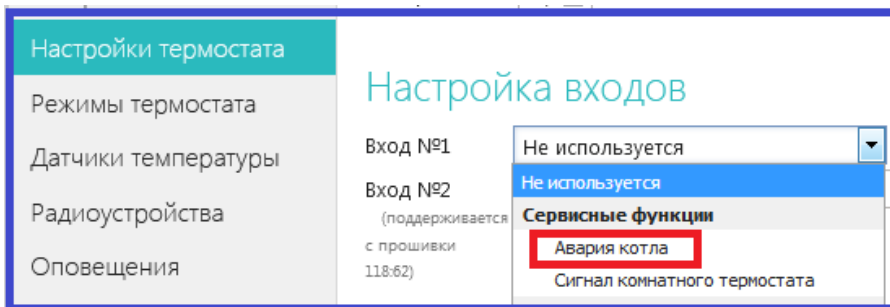 Настройки термостата
Режимы термостата
Датчики температуры
Радиоустройства
Оповещения
Настройка входов
Вход №1
Не используется
Вход №2
(поддерживается
с прошивки
118:62)
Не используется
Сервисные функции
Авария котла
Сигнал комнатного термостата